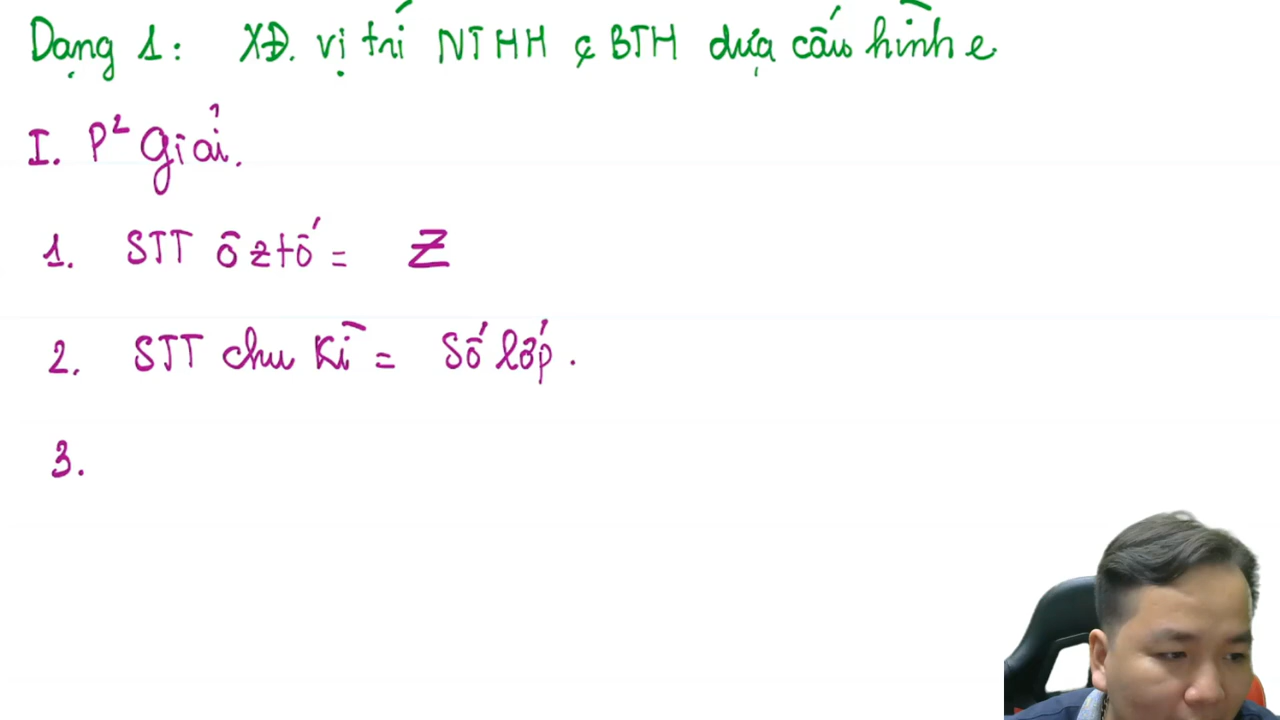 Dạng 1: XĐ. vị trí NTHH ç BTH dựa cấu hình e
I. P² Giải.
1. STT ô ztố = Z
2. STT chu Kì = Số lớp.
3.